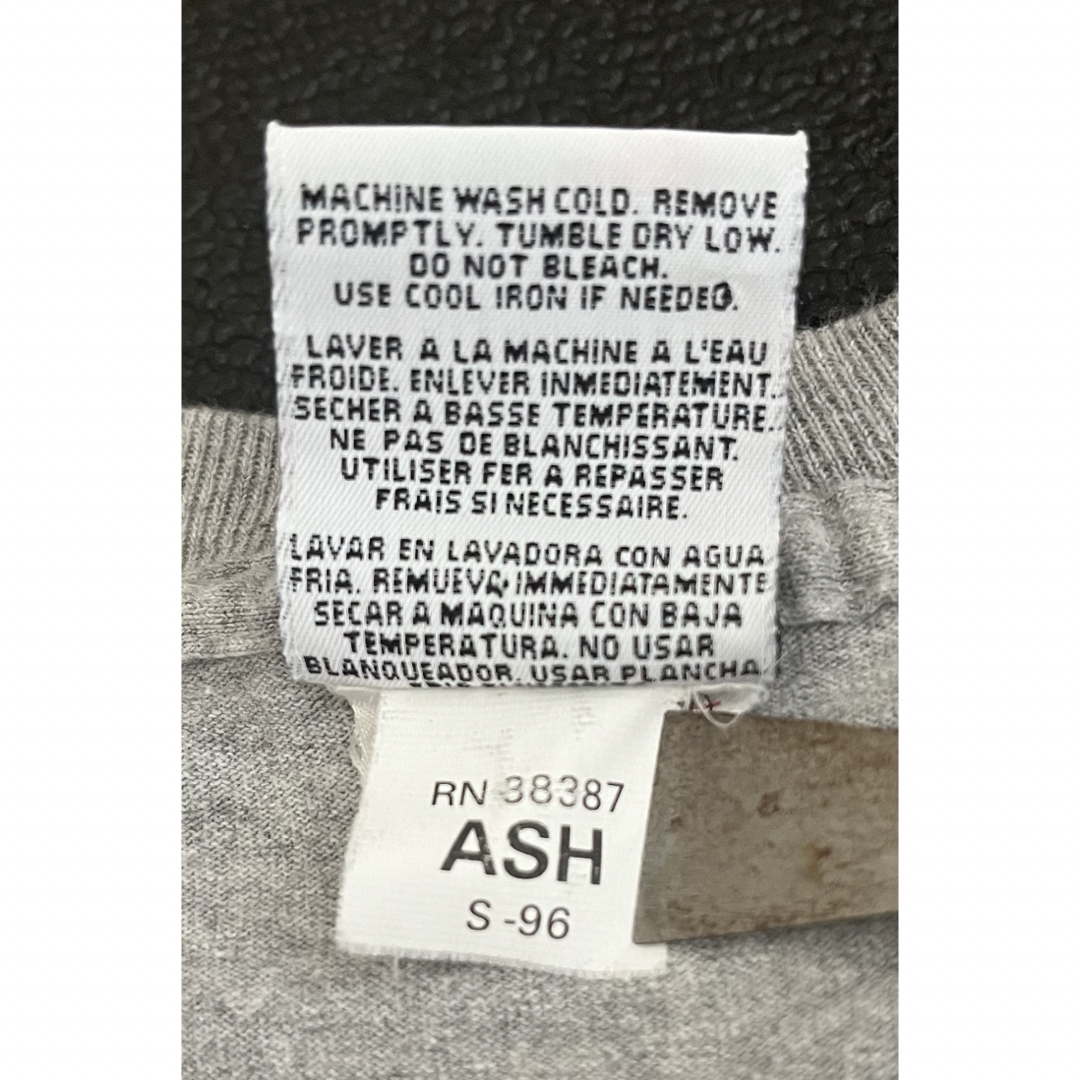 MACHINE WASH COLD. REMOVE
PROMPTLY. TUMBLE DRY LOW.
DO NOT BLEACH.
USE COOL IRON IF NEEDED.
LAVER A LA MACHINE A L'EAU
FROIDE. ENLEVER INMEDIATEMENT.
SECHER A BASSE TEMPERATURE.
NE PAS DE BLANCHISSANT.
UTILISER FER A REPASSER
FRAIS SI NECESSAIRE.
LAVAR EN LAVADORA CON AGUA
FRIA. REMUEVA IMMEDIATAMENTE
SECAR A MAQUINA CON BAJA
TEMPERATURA. NO USAR
BLANQUEADOR. USAR PLANCHA
RN 38387
ASH
S -96